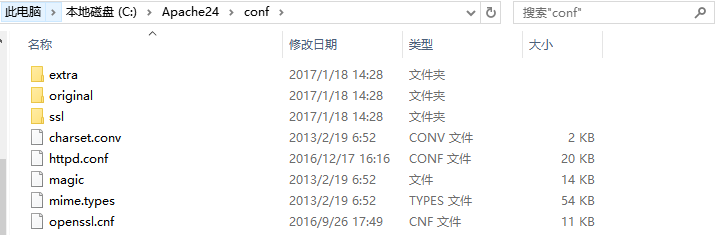 此电脑 › 本地磁盘 (C:) › Apache24 › conf 搜索"conf"
名称 修改日期 类型 大小
extra 2017/1/18 14:28 文件夹
original 2017/1/18 14:28 文件夹
ssl 2017/1/18 14:28 文件夹
charset.conv 2013/2/19 6:52 CONV 文件 2 KB
httpd.conf 2016/12/17 16:16 CONF 文件 20 KB
magic 2013/2/19 6:52 文件 14 KB
mime.types 2013/2/19 6:52 TYPES 文件 54 KB
openssl.cnf 2016/9/26 17:49 CNF 文件 11 KB